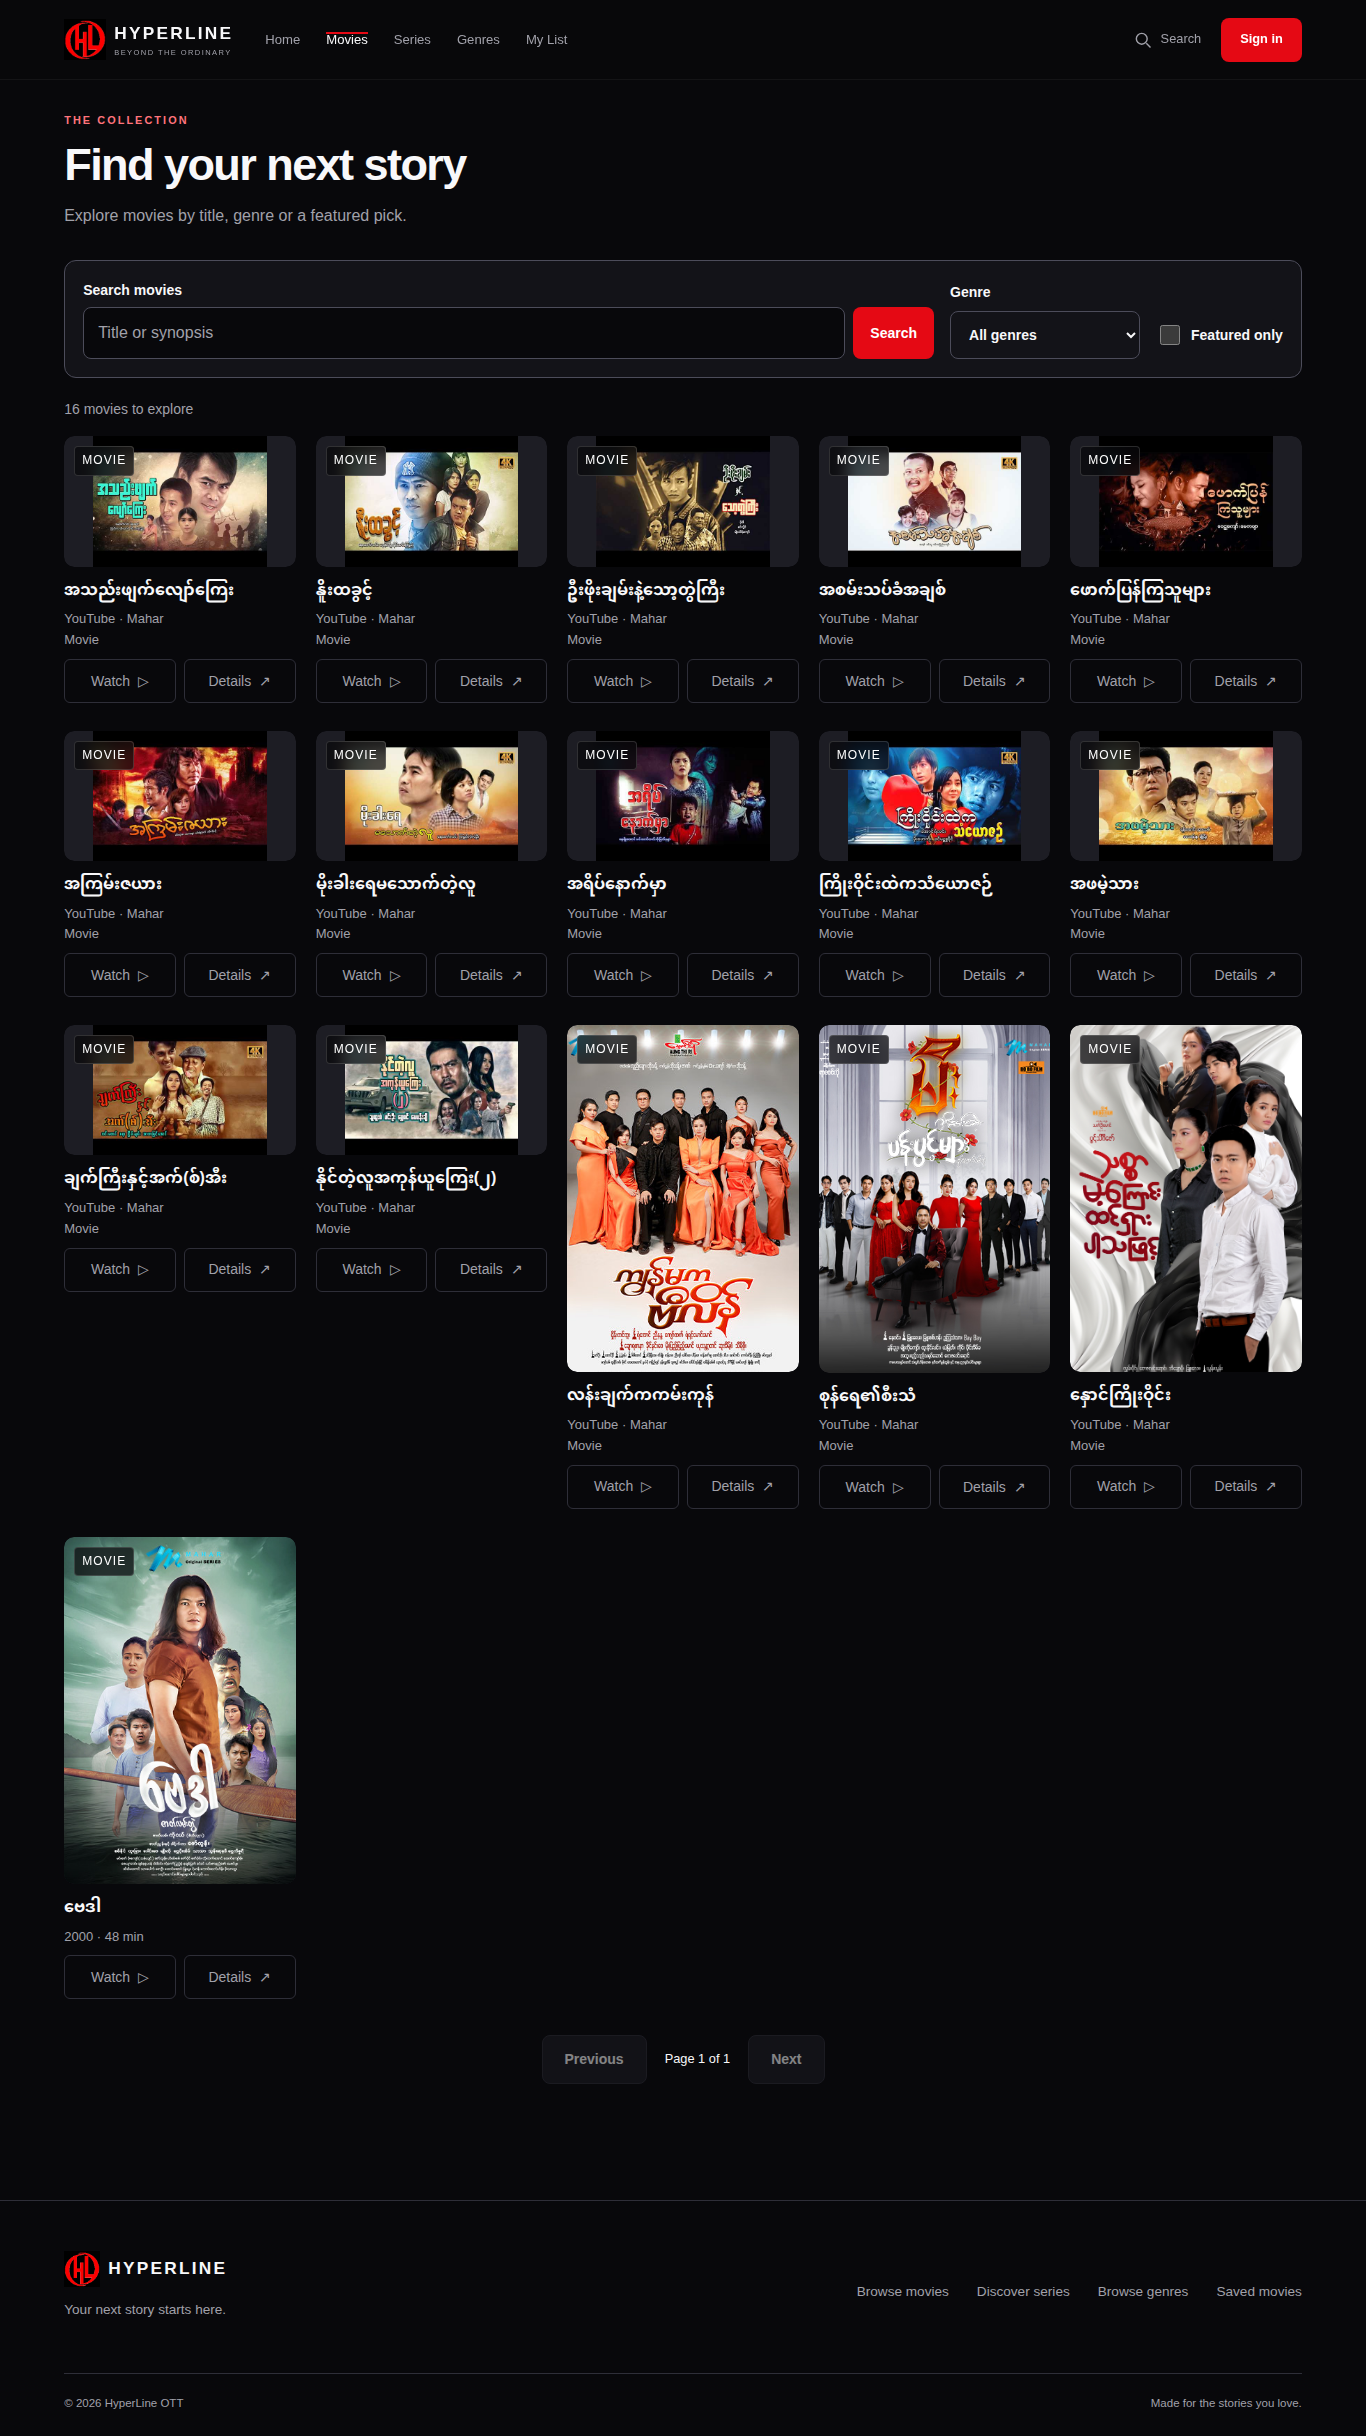 HYPERLINE
BEYOND THE ORDINARY
Home
Movies
Series
Genres
My List
Search
Sign in
THE COLLECTION
Find your next story
Explore movies by title, genre or a featured pick.
Search movies
Title or synopsis
Search
Genre
All genres
Featured only
16 movies to explore
MOVIE
MOVIE
MOVIE
MOVIE
MOVIE
အသည်းဖျက်လျော်ကြေး
နိုးထခွင့်
ဦးဖိုးချမ်းနဲ့သော့တွဲကြီး
အစမ်းသပ်ခံအချစ်
ဖောက်ပြန်ကြသူများ
YouTube · Mahar
Movie
YouTube · Mahar
Movie
YouTube · Mahar
Movie
YouTube · Mahar
Movie
YouTube · Mahar
Movie
Watch ▷
Details ↗
Watch ▷
Details ↗
Watch ▷
Details ↗
Watch ▷
Details ↗
Watch ▷
Details ↗
MOVIE
MOVIE
MOVIE
MOVIE
MOVIE
အကြမ်းဇယား
မိုးခါးရေမသောက်တဲ့လူ
အရိပ်နောက်မှာ
ကြိုးဝိုင်းထဲကသံယောဇဉ်
အဖမဲ့သား
YouTube · Mahar
Movie
YouTube · Mahar
Movie
YouTube · Mahar
Movie
YouTube · Mahar
Movie
YouTube · Mahar
Movie
Watch ▷
Details ↗
Watch ▷
Details ↗
Watch ▷
Details ↗
Watch ▷
Details ↗
Watch ▷
Details ↗
MOVIE
MOVIE
MOVIE
MOVIE
MOVIE
ချက်ကြီးနှင့်အက်(စ်)အီး
နိုင်တဲ့လူအကုန်ယူကြေး(၂)
YouTube · Mahar
Movie
YouTube · Mahar
Movie
Watch ▷
Details ↗
Watch ▷
Details ↗
လန်းချက်ကကမ်းကုန်
စုန်ရေ၏စီးသံ
နှောင်ကြိုးဝိုင်း
YouTube · Mahar
Movie
YouTube · Mahar
Movie
YouTube · Mahar
Movie
Watch ▷
Details ↗
Watch ▷
Details ↗
Watch ▷
Details ↗
MOVIE
ဗေဒါ
ဗေဒါ
2000 · 48 min
Watch ▷
Details ↗
Previous
Page 1 of 1
Next
HYPERLINE
Your next story starts here.
Browse movies
Discover series
Browse genres
Saved movies
© 2026 HyperLine OTT
Made for the stories you love.